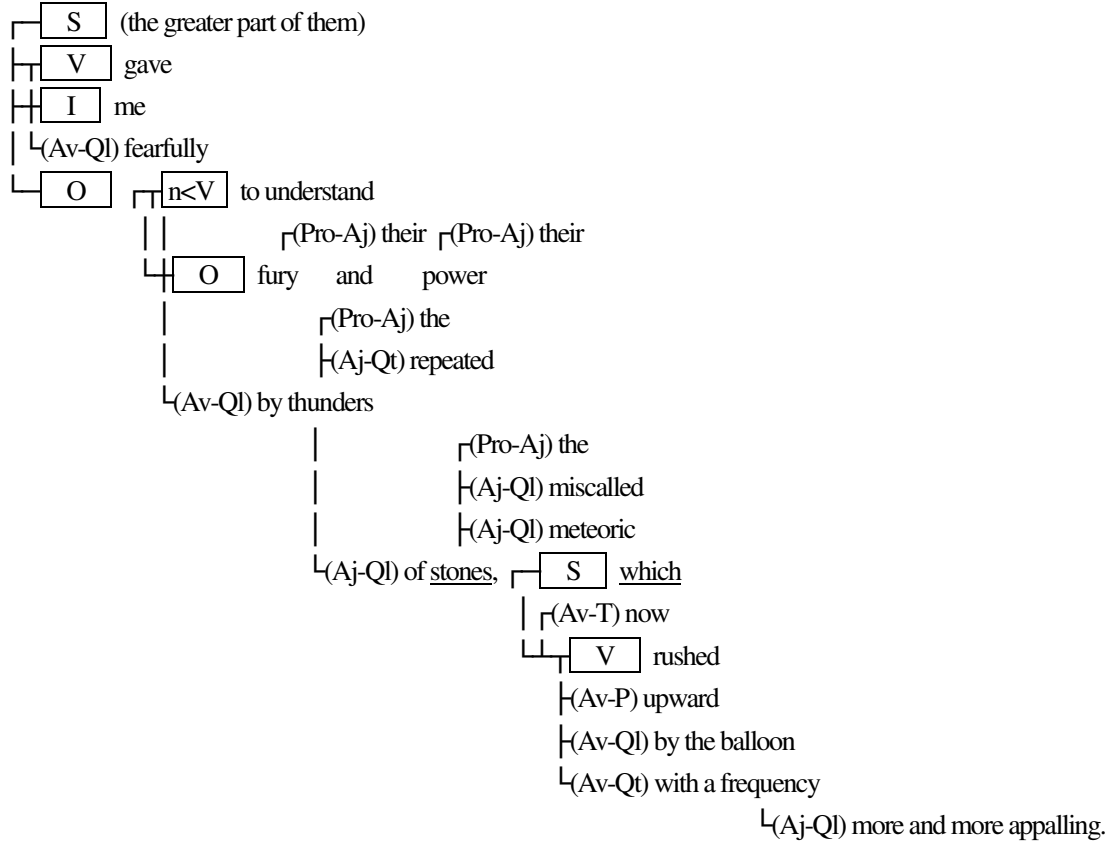 S (the greater part of them)
V gave
I me
(Av-Ql) fearfully
O n<V to understand
(Pro-Aj) their (Pro-Aj) their
O fury and power
(Pro-Aj) the
(Aj-Qt) repeated
(Av-Ql) by thunders
(Pro-Aj) the
(Aj-Ql) miscalled
(Aj-Ql) meteoric
(Aj-Ql) of stones, S which
(Av-T) now
V rushed
(Av-P) upward
(Av-Ql) by the balloon
(Av-Qt) with a frequency
(Aj-Ql) more and more appalling.